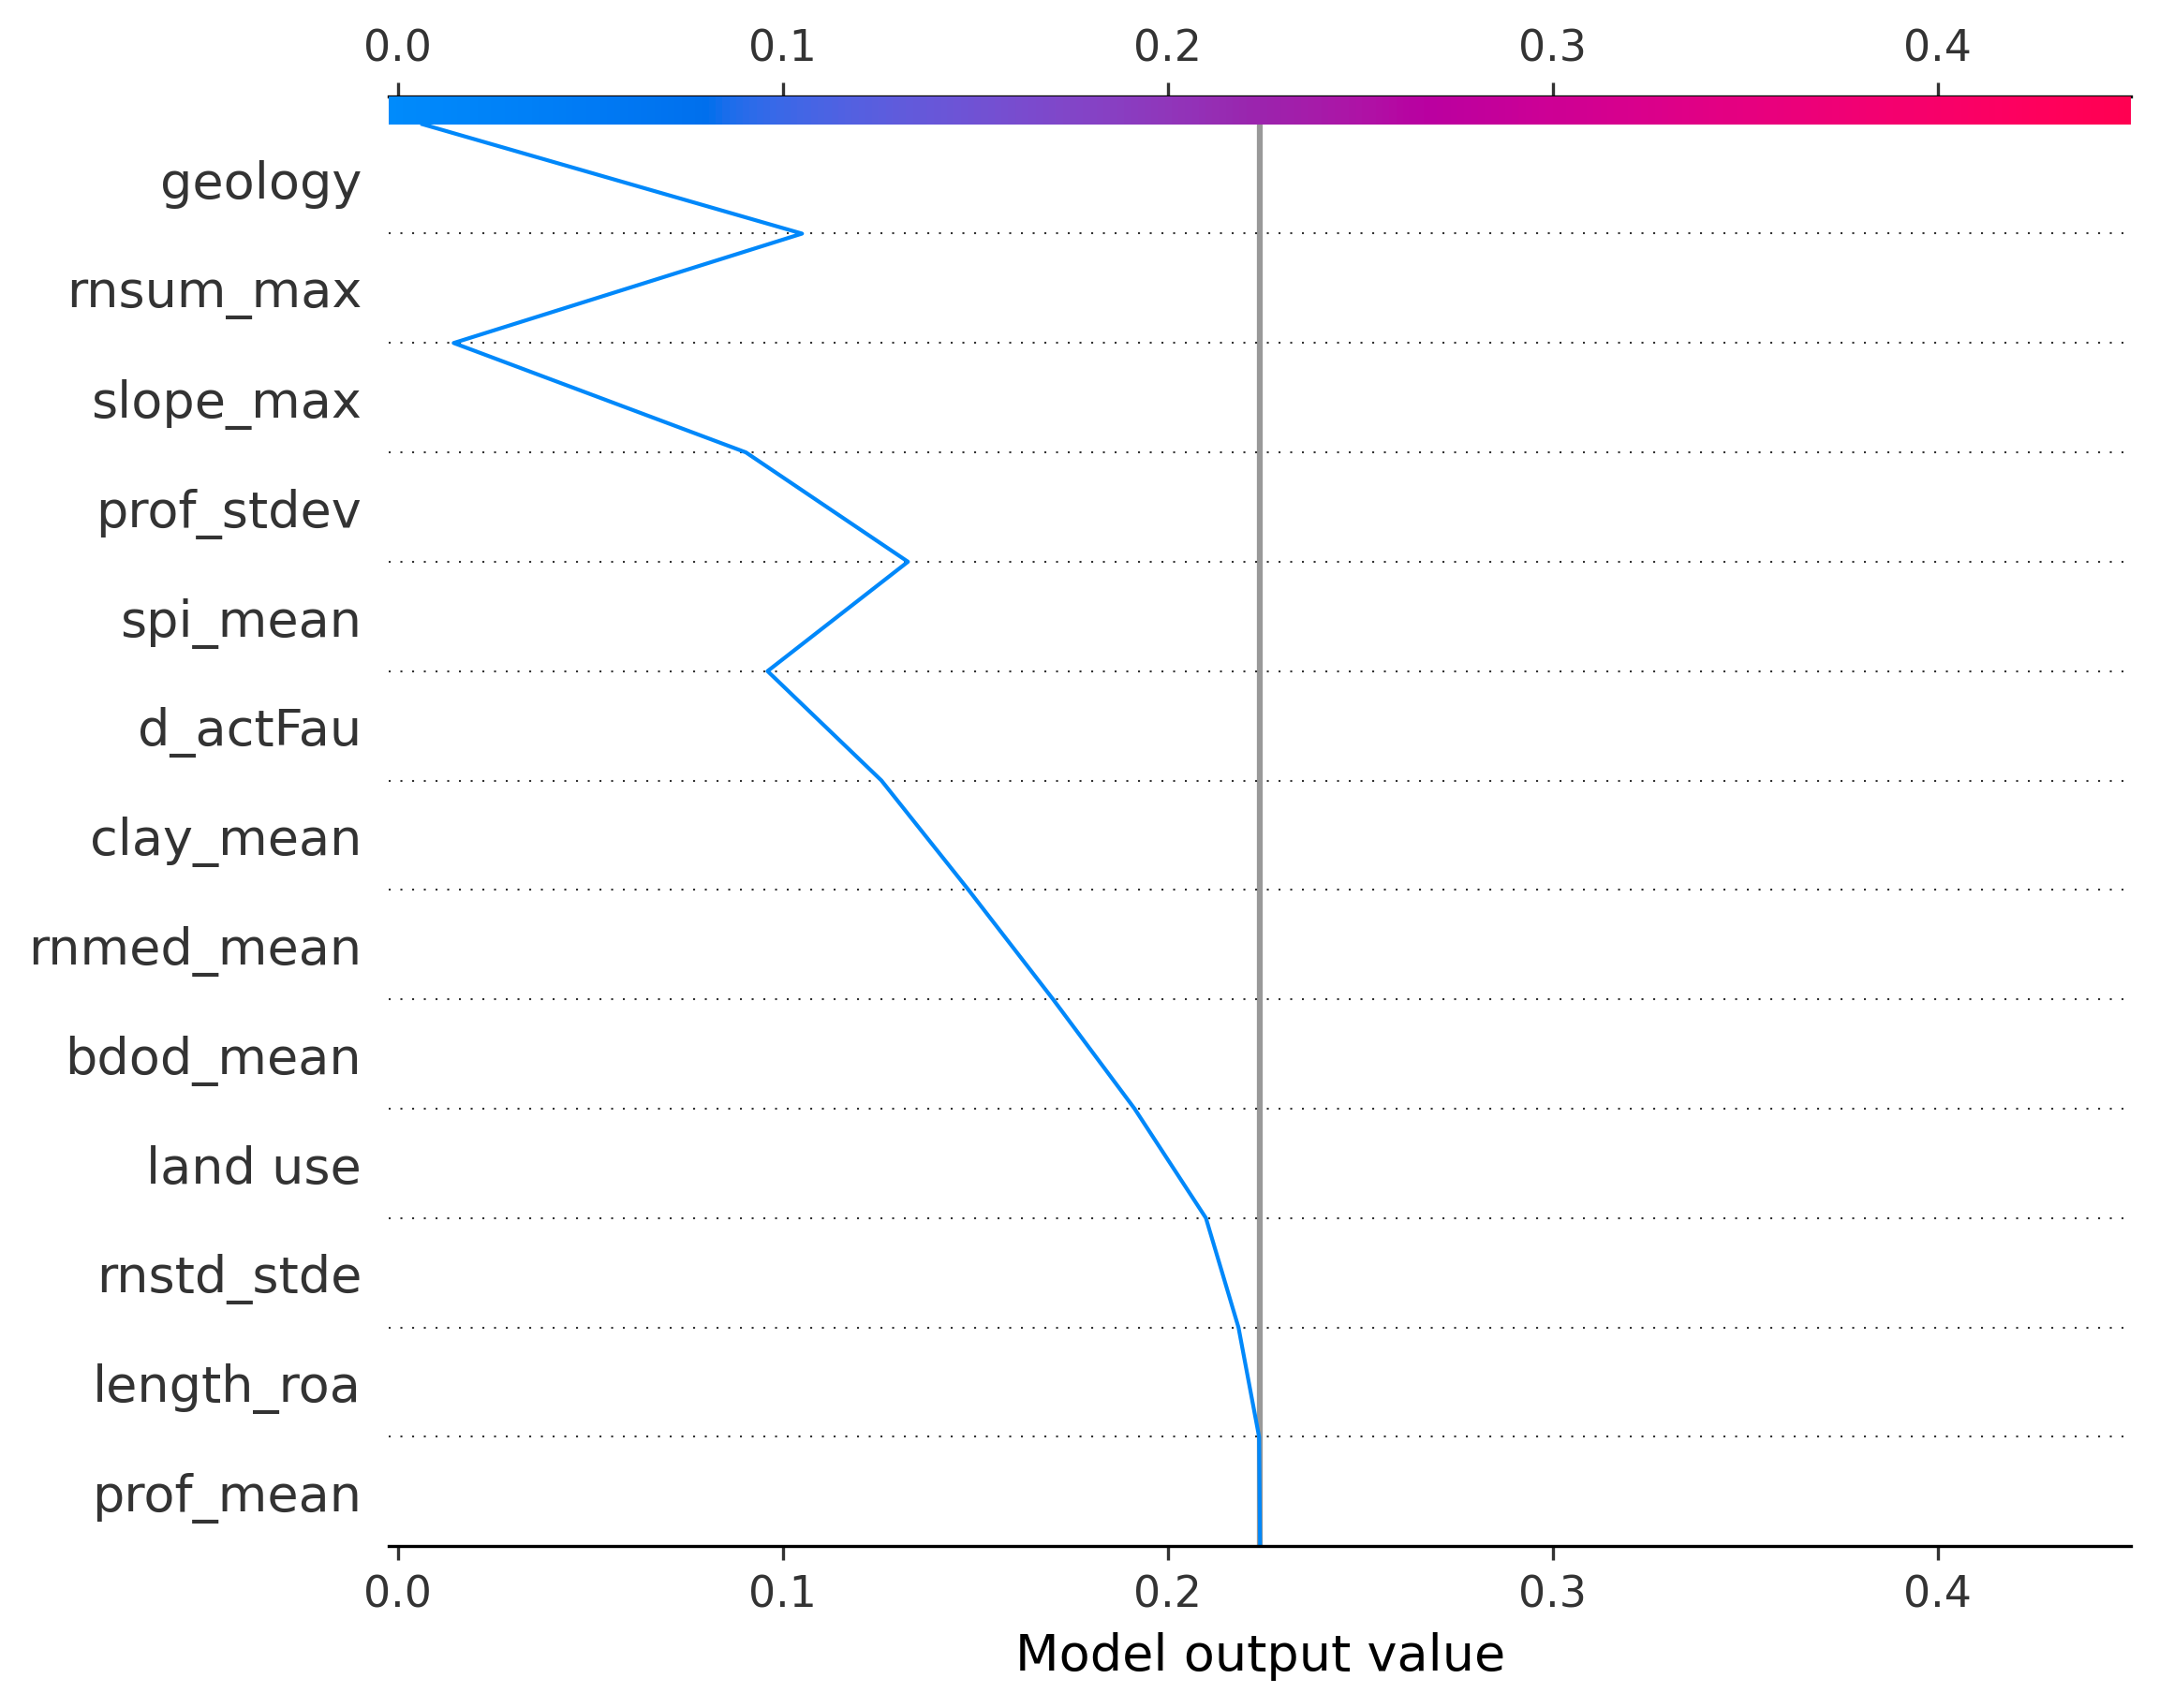 0.0 0.1 0.2 0.3 0.4
geology
rnsum_max
slope_max
prof_stdev
spi_mean
d_actFau
clay_mean
rnmed_mean
bdod_mean
land use
rnstd_stde
length_roa
prof_mean
0.0 0.1 0.2 0.3 0.4
Model output value